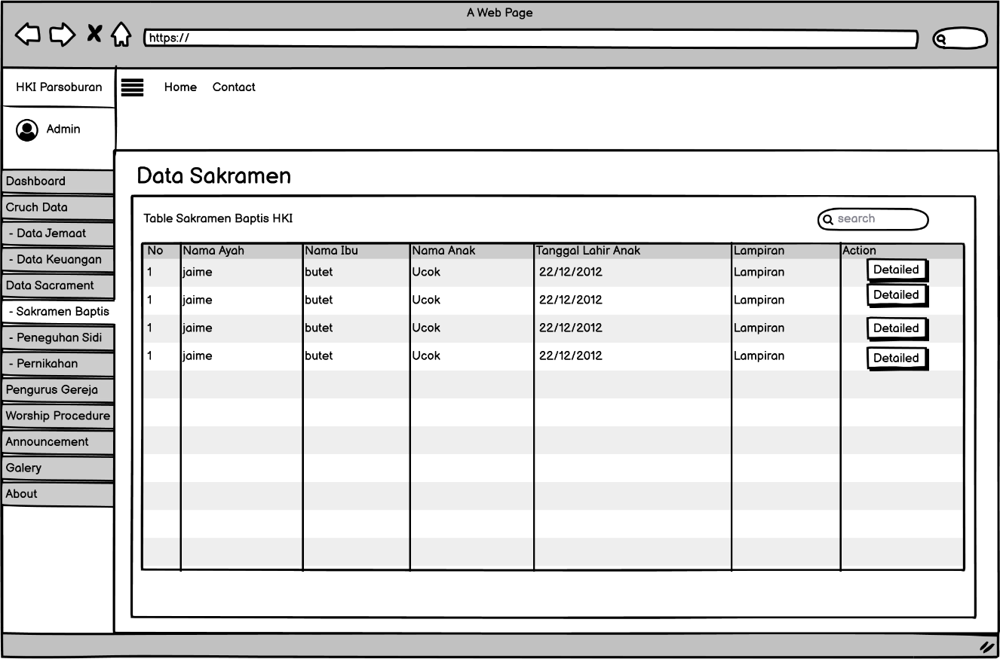 A Web Page
https://
HKI Parsoburan
Home Contact
Admin
Dashboard
Cruch Data
- Data Jemaat
- Data Keuangan
Data Sacrament
- Sakramen Baptis
- Peneguhan Sidi
- Pernikahan
Pengurus Gereja
Worship Procedure
Announcement
Galery
About
Data Sakramen
Table Sakramen Baptis HKI
search
No Nama Ayah Nama Ibu Nama Anak Tanggal Lahir Anak Lampiran Action
1 jaime butet Ucok 22/12/2012 Lampiran Detailed
1 jaime butet Ucok 22/12/2012 Lampiran Detailed
1 jaime butet Ucok 22/12/2012 Lampiran Detailed
1 jaime butet Ucok 22/12/2012 Lampiran Detailed